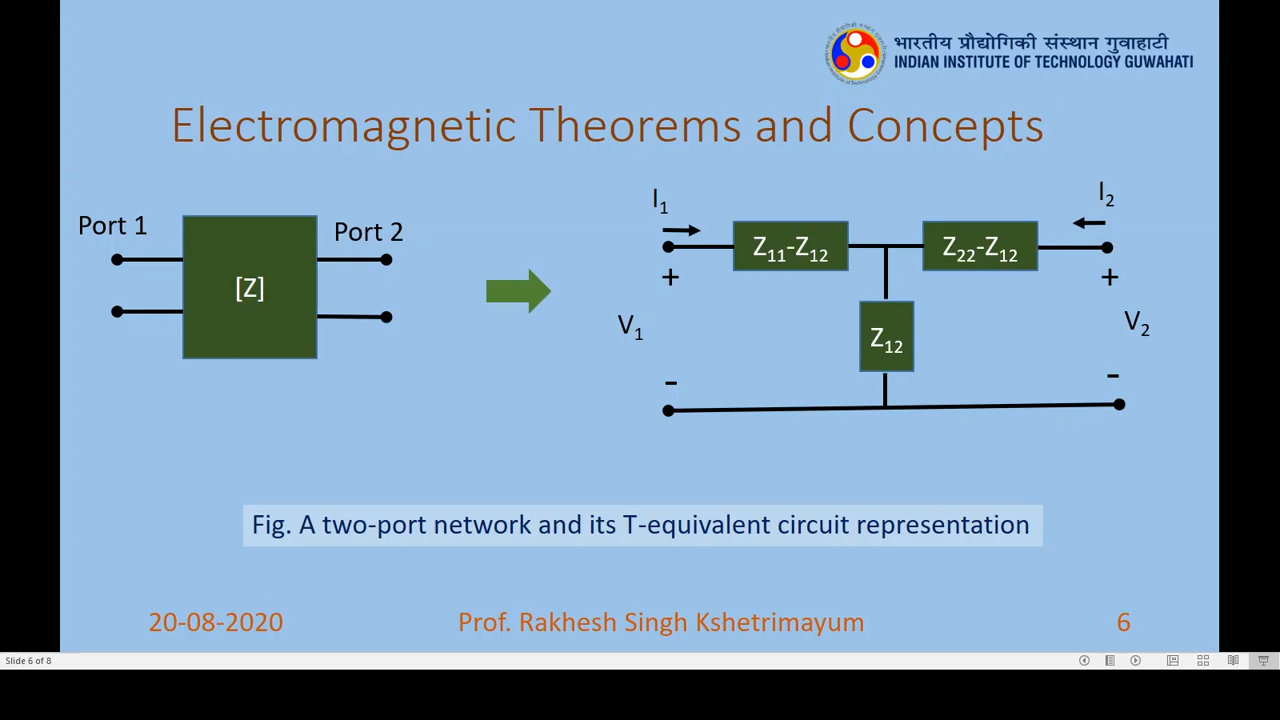 भारतीय प्रौद्योगिकी संस्थान गुवाहाटी
INDIAN INSTITUTE OF TECHNOLOGY GUWAHATI
Electromagnetic Theorems and Concepts
Port 1
Port 2
[Z]
I1
I2
Z11-Z12
Z22-Z12
+
+
V1
V2
Z12
-
-
Fig. A two-port network and its T-equivalent circuit representation
20-08-2020
Prof. Rakhesh Singh Kshetrimayum
6
Slide 6 of 8